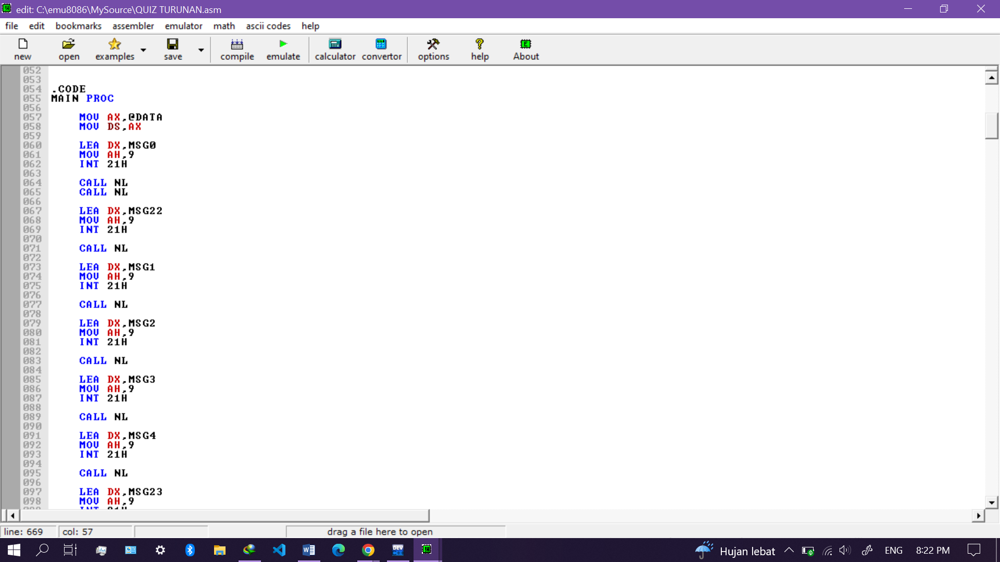 edit: C:\emu8086\MySource\QUIZ TURUNAN.asm
file edit bookmarks assembler emulator math ascii codes help
new open examples save compile emulate calculator convertor options help About
052
053
054 .CODE
055 MAIN PROC
056
057 MOV AX,@DATA
058 MOV DS,AX
059
060 LEA DX,MSG0
061 MOV AH,9
062 INT 21H
063
064 CALL NL
065 CALL NL
066
067 LEA DX,MSG22
068 MOV AH,9
069 INT 21H
070
071 CALL NL
072
073 LEA DX,MSG1
074 MOV AH,9
075 INT 21H
076
077 CALL NL
078
079 LEA DX,MSG2
080 MOV AH,9
081 INT 21H
082
083 CALL NL
084
085 LEA DX,MSG3
086 MOV AH,9
087 INT 21H
088
089 CALL NL
090
091 LEA DX,MSG4
092 MOV AH,9
093 INT 21H
094
095 CALL NL
096
097 LEA DX,MSG23
098 MOV AH,9
099 INT 21H
line: 669 col: 57 drag a file here to open
Hujan lebat ENG 8:22 PM